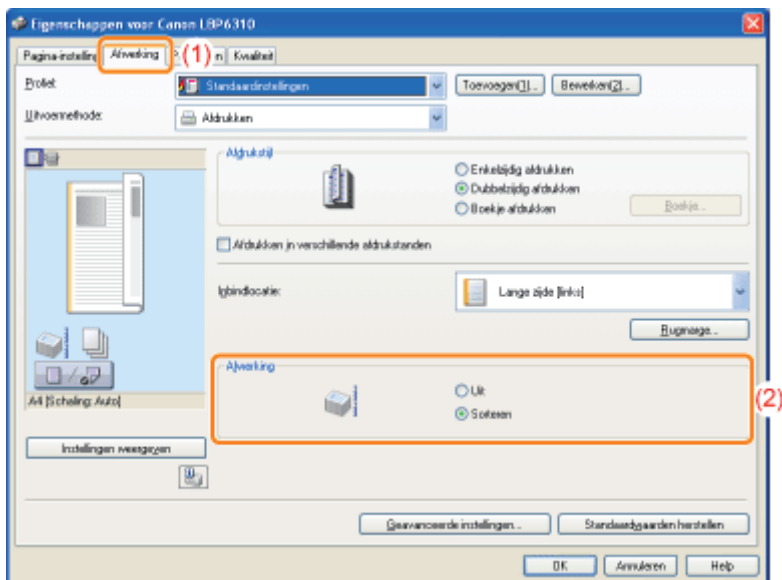 Eigenschappen voor Canon LBP6310
Pagina-instelling Afwerking (1) n Kwaliteit
Profiel: Standaardinstellingen Toevoegen(1)... Bewerken(2)...
Uitvoermethode: Afdrukken
Afdrukstijl
Enkelzijdig afdrukken
Dubbelzijdig afdrukken
Boekje afdrukken Boekje...
Afdrukken in verschillende afdrukstanden
Inbindlocatie: Lange zijde [links]
Rugmarge...
Afwerking
Uit
Sorteren
(2)
A4 [Schaling: Auto]
Instellingen weergeven
Geavanceerde instellingen... Standaardwaarden herstellen
OK Annuleren Help